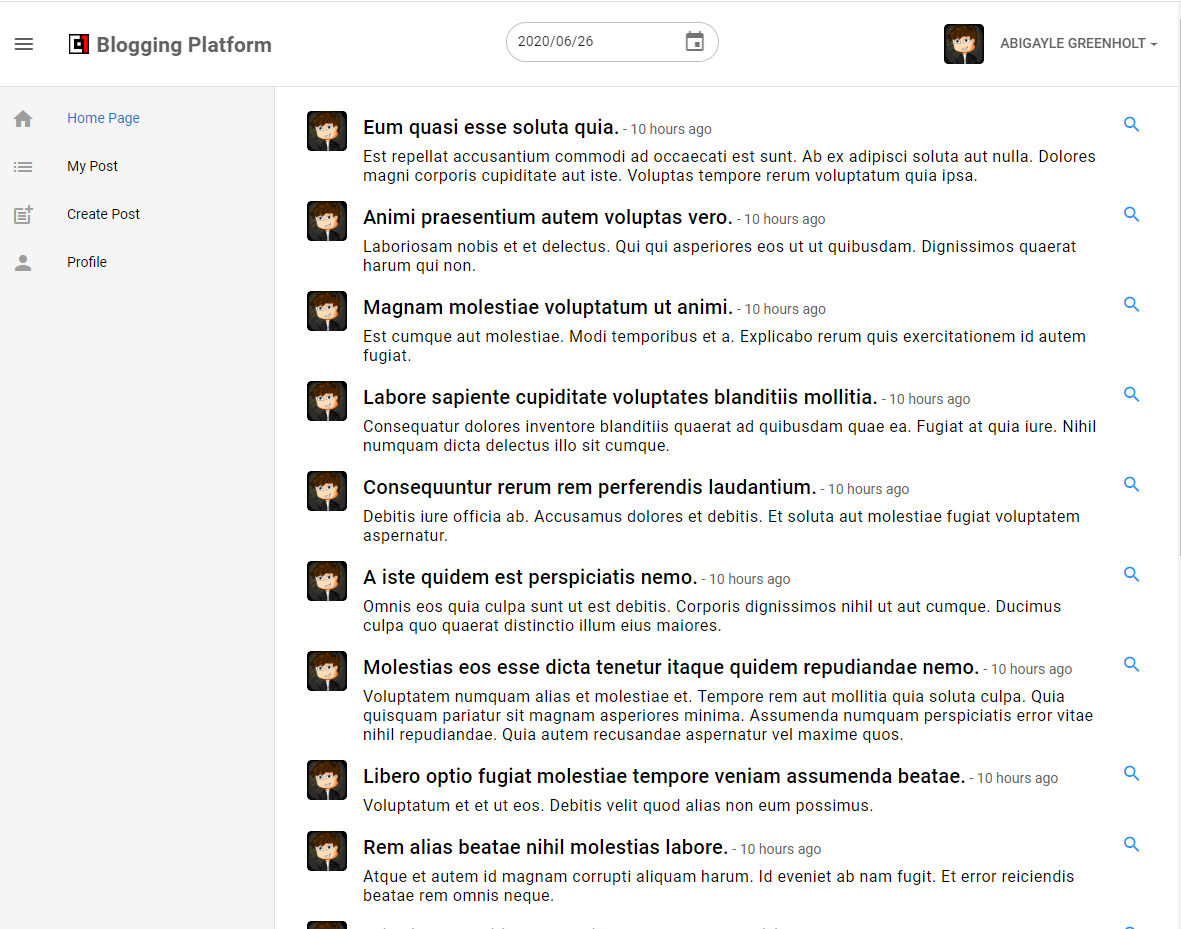 Blogging Platform
2020/06/26
ABIGAYLE GREENHOLT
Home Page
My Post
Create Post
Profile
Eum quasi esse soluta quia. - 10 hours ago
Est repellat accusantium commodi ad occaecati est sunt. Ab ex adipisci soluta aut nulla. Dolores
magni corporis cupiditate aut iste. Voluptas tempore rerum voluptatum quia ipsa.
Animi praesentium autem voluptas vero. - 10 hours ago
Laboriosam nobis et et delectus. Qui qui asperiores eos ut ut quibusdam. Dignissimos quaerat
harum qui non.
Magnam molestiae voluptatum ut animi. - 10 hours ago
Est cumque aut molestiae. Modi temporibus et a. Explicabo rerum quis exercitationem id autem
fugiat.
Labore sapiente cupiditate voluptates blanditiis mollitia. - 10 hours ago
Consequatur dolores inventore blanditiis quaerat ad quibusdam quae ea. Fugiat at quia iure. Nihil
numquam dicta delectus illo sit cumque.
Consequuntur rerum rem perferendis laudantium. - 10 hours ago
Debitis iure officia ab. Accusamus dolores et debitis. Et soluta aut molestiae fugiat voluptatem
aspernatur.
A iste quidem est perspiciatis nemo. - 10 hours ago
Omnis eos quia culpa sunt ut est debitis. Corporis dignissimos nihil ut aut cumque. Ducimus
culpa quo quaerat distinctio illum eius maiores.
Molestias eos esse dicta tenetur itaque quidem repudiandae nemo. - 10 hours ago
Voluptatem numquam alias et molestiae et. Tempore rem aut mollitia quia soluta culpa. Quia
quisquam pariatur sit magnam asperiores minima. Assumenda numquam perspiciatis error vitae
nihil repudiandae. Quia autem recusandae aspernatur vel maxime quos.
Libero optio fugiat molestiae tempore veniam assumenda beatae. - 10 hours ago
Voluptatum et et ut eos. Debitis velit quod alias non eum possimus.
Rem alias beatae nihil molestias labore. - 10 hours ago
Atque et autem id magnam corrupti aliquam harum. Id eveniet ab nam fugit. Et error reiciendis
beatae rem omnis neque.